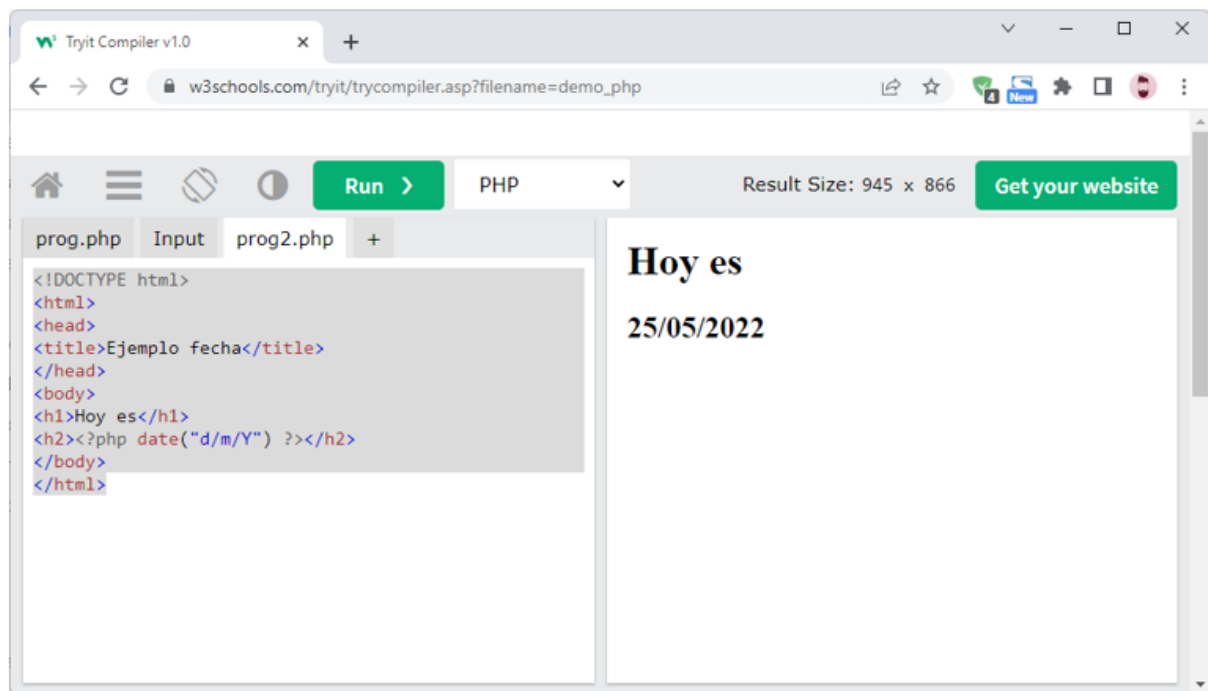 Tryit Compiler v1.0
w3schools.com/tryit/trycompiler.asp?filename=demo_php
4
New
Run ❯ PHP Result Size: 945 x 866 Get your website
prog.php Input prog2.php +
<!DOCTYPE html>
<html>
<head>
<title>Ejemplo fecha</title>
</head>
<body>
<h1>Hoy es</h1>
<h2><?php date("d/m/Y") ?></h2>
</body>
</html>
Hoy es
25/05/2022